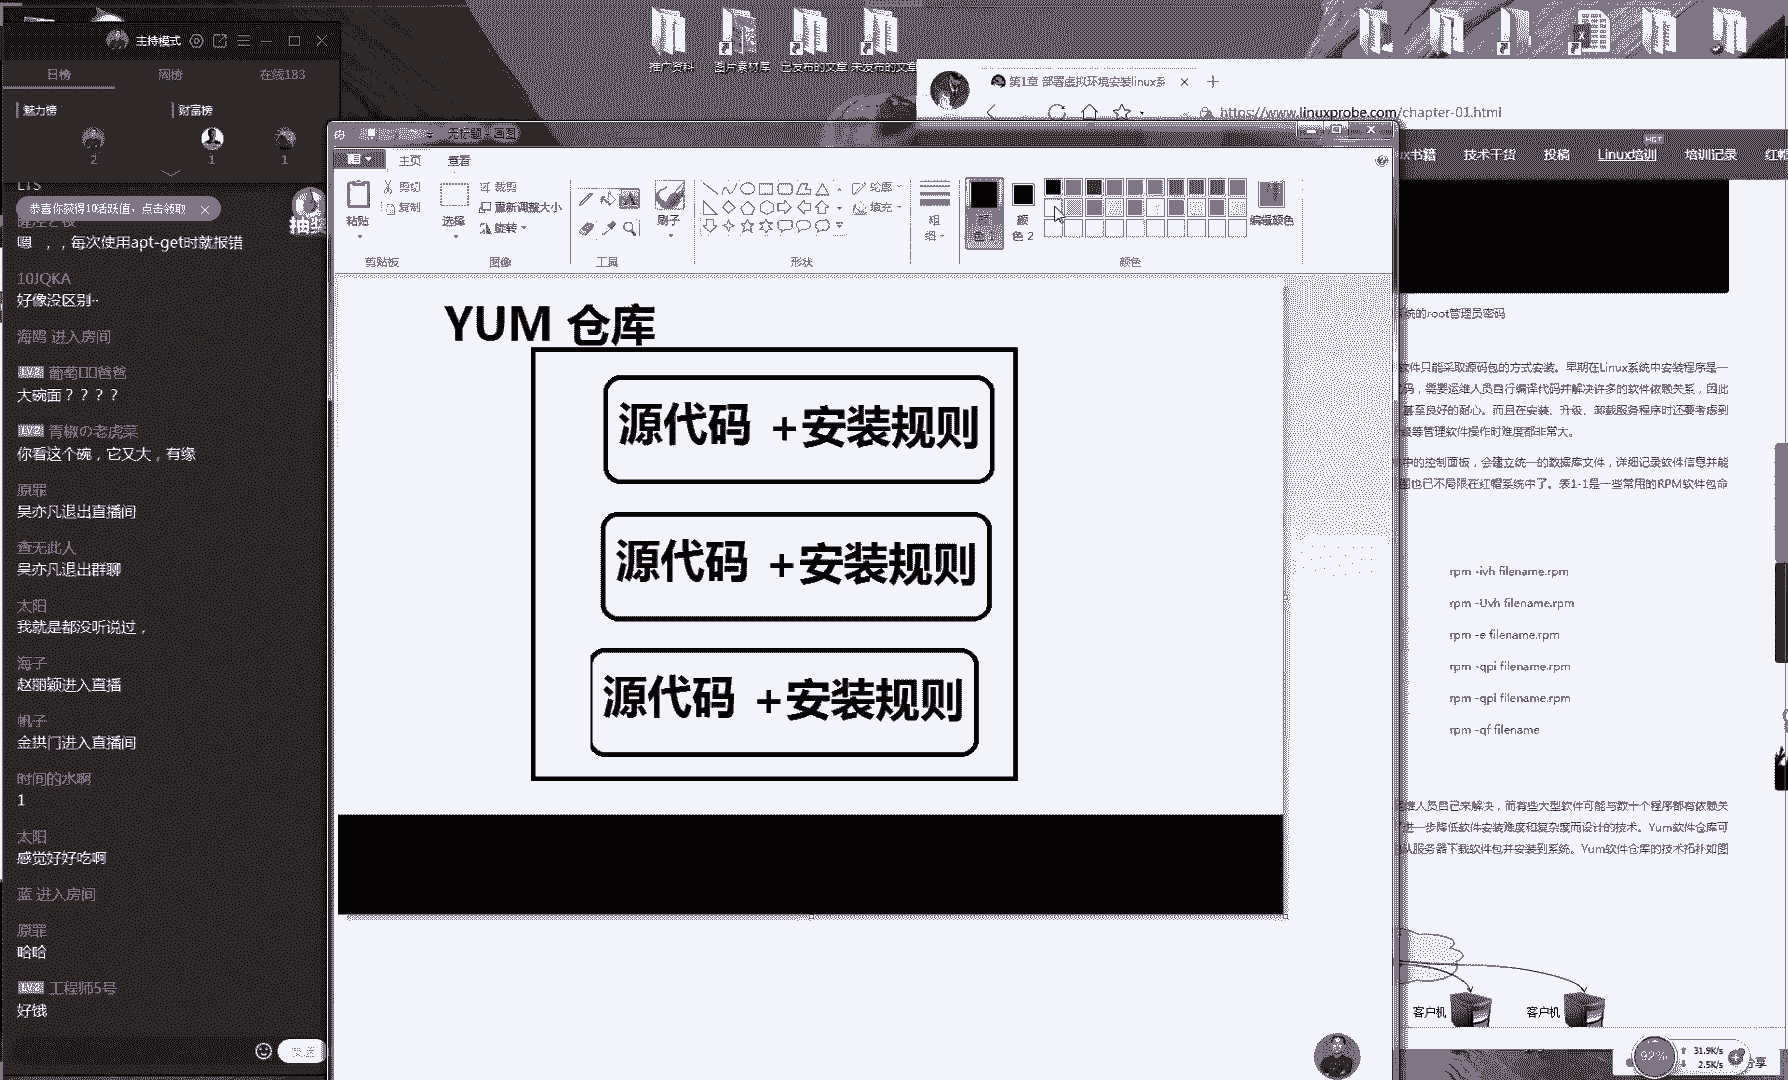 主持模式
日榜 周榜 在线183
魅力榜 财富榜
2 1 1
LTS
恭喜你获得10活跃值，点击领取
抽奖
嗯，，每次使用apt-get时就报错
10JQKA
好像没区别··
海鸥 进入房间
大碗面？？？？
青椒の老虎菜
你看这个碗，它又大，有缘
原罪
吴亦凡退出直播间
查无此人
吴亦凡退出群聊
太阳
我就是都没听说过，
海子
赵丽颖进入直播
帆子
金拱门进入直播间
时间的水啊
1
太阳
感觉好好吃啊
蓝 进入房间
原罪
哈哈
LV2 工程师5号
好饿
发送
推广资料 图片素材库 已发布的文章 未发布的文章
第1章 部署虚拟环境安装linux系
https://www.linuxprobe.com/chapter-01.html
HOT
ux书籍 技术干货 投稿 Linux培训 培训记录 红帽
无标题 - 画图
主页 查看
粘贴 剪切 复制
选择 裁剪 重新调整大小 旋转
刷子
轮廓 填充
粗细
颜色 1 颜色 2
编辑颜色
剪贴板 图像 工具 形状 颜色
YUM 仓库
源代码 +安装规则
源代码 +安装规则
源代码 +安装规则
系统的root管理员密码
软件只能采取源码包的方式安装。早期在Linux系统中安装程序是一
码，需要运维人员自行编译代码并解决许多的软件依赖关系，因此
甚至良好的耐心。而且在安装、升级、卸载服务程序时还要考虑到
级等管理软件操作时难度都非常大。
中的控制面板，会建立统一的数据库文件，详细记录软件信息并能
围也已不局限在红帽系统中了。表1-1是一些常用的RPM软件包命
rpm -ivh filename.rpm
rpm -Uvh filename.rpm
rpm -e filename.rpm
rpm -qpi filename.rpm
rpm -qpl filename.rpm
rpm -qf filename
维人员自己来解决，而有些大型软件可能与数十个程序都有依赖关
进一步降低软件安装难度和复杂度而设计的技术。Yum软件仓库可
从服务器下载软件包并安装到系统。Yum软件仓库的技术拓扑如图
客户机 客户机
92% 31.9K/s
2.5K/s
分享